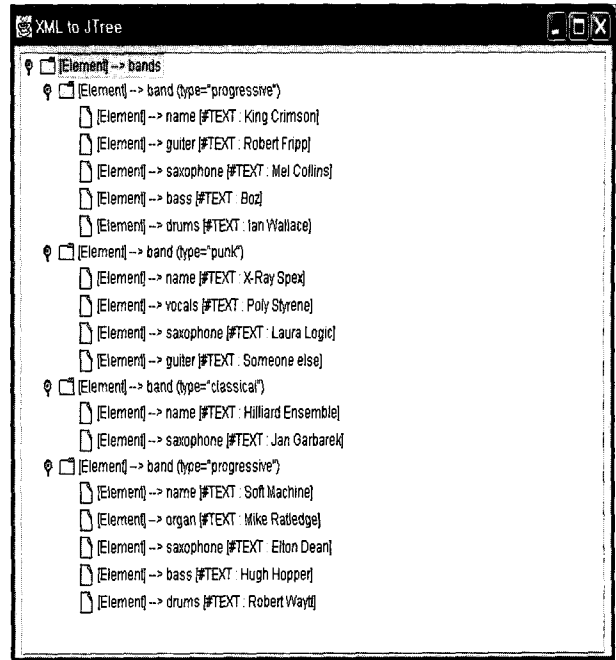 XML to JTree
[Element] --> bands
[Element] --> band (type="progressive")
[Element] --> name [#TEXT : King Crimson]
[Element] --> guiter [#TEXT : Robert Fripp]
[Element] --> saxophone [#TEXT : Mel Collins]
[Element] --> bass [#TEXT : Boz]
[Element] --> drums [#TEXT : Ian Wallace]
[Element] --> band (type="punk")
[Element] --> name [#TEXT : X-Ray Spex]
[Element] --> vocals [#TEXT : Poly Styrene]
[Element] --> saxophone [#TEXT : Laura Logic]
[Element] --> guiter [#TEXT : Someone else]
[Element] --> band (type="classical")
[Element] --> name [#TEXT : Hilliard Ensemble]
[Element] --> saxophone [#TEXT : Jan Garbarek]
[Element] --> band (type="progressive")
[Element] --> name [#TEXT : Soft Machine]
[Element] --> organ [#TEXT : Mike Ratledge]
[Element] --> saxophone [#TEXT : Elton Dean]
[Element] --> bass [#TEXT : Hugh Hopper]
[Element] --> drums [#TEXT : Robert Waytt]